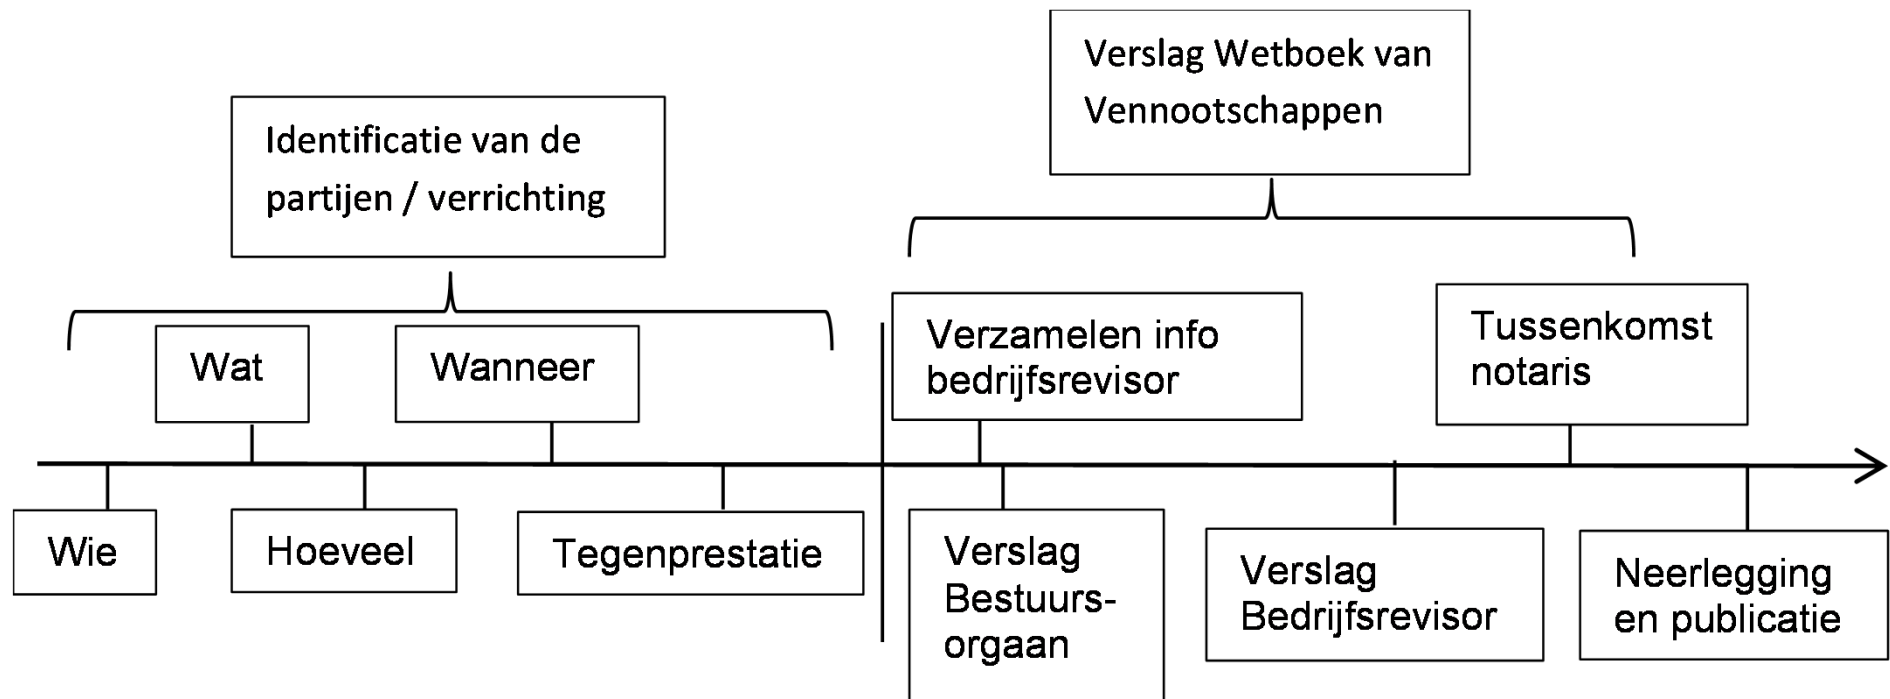 Verslag Wetboek van
Vennootschappen
Identificatie van de
partijen / verrichting
Wat
Wanneer
Verzamelen info
bedrijfsrevisor
Tussenkomst
notaris
Wie
Hoeveel
Tegenprestatie
Verslag
Bestuurs-
orgaan
Verslag
Bedrijfsrevisor
Neerlegging
en publicatie